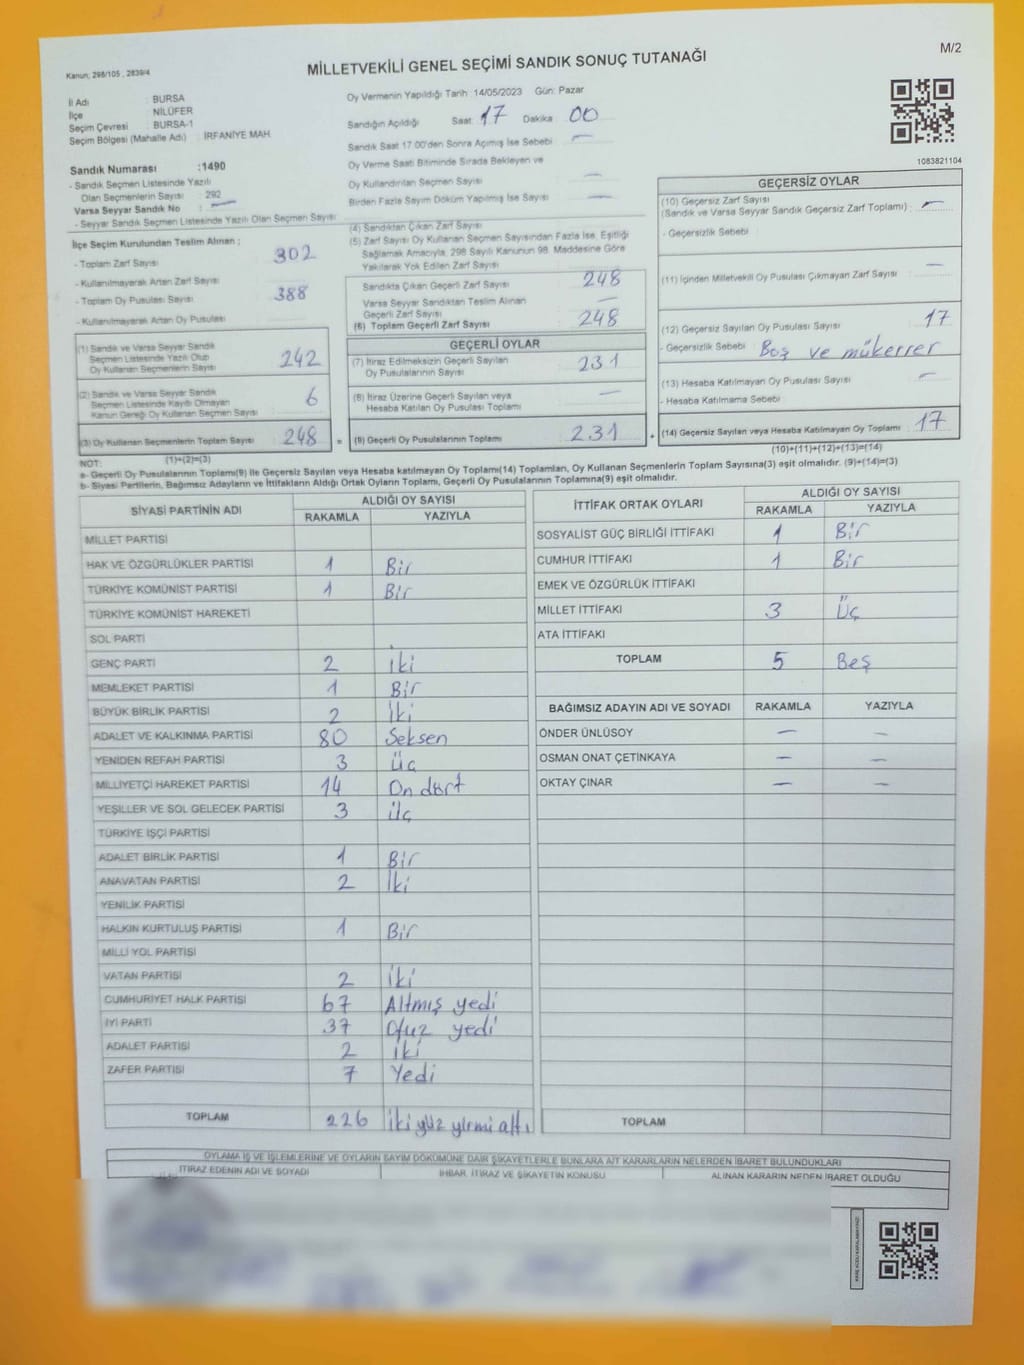 Kanun, 298/105 , 2839/4
MİLLETVEKİLİ GENEL SEÇİMİ SANDIK SONUÇ TUTANAĞI
M/2
İl Adı : BURSA
İlçe : NİLÜFER
Seçim Çevresi : BURSA-1
Seçim Bölgesi (Mahalle Adı) : İRFANİYE MAH.
Sandık Numarası :1490
- Sandık Seçmen Listesinde Yazılı
Olan Seçmenlerin Sayısı : 292
Varsa Seyyar Sandık No : —
- Seyyar Sandık Seçmen Listesinde Yazılı Olan Seçmen Sayısı
Oy Vermenin Yapıldığı Tarih :14/05/2023 Gün: Pazar
Sandığın Açıldığı Saat: 17 Dakika : 00
Sandık Saat 17.00'den Sonra Açılmış İse Sebebi —
Oy Verme Saati Bitiminde Sırada Bekleyen ve
Oy Kullandırılan Seçmen Sayısı —
Birden Fazla Sayım Döküm Yapılmış İse Sayısı —
1083821104
İlçe Seçim Kurulundan Teslim Alınan ;
- Toplam Zarf Sayısı 302
- Kullanılmayarak Artan Zarf Sayısı
- Toplam Oy Pusulası Sayısı 388
- Kullanılmayarak Artan Oy Pusulası
(1) Sandık ve Varsa Seyyar Sandık
Seçmen Listesinde Yazılı Olup
Oy Kullanan Seçmenlerin Sayısı 242
(2) Sandık ve Varsa Seyyar Sandık
Seçmen Listesinde Kaydı Olmayan
Kanun Gereği Oy Kullanan Seçmen Sayısı 6
(3) Oy Kullanan Seçmenlerin Toplam Sayısı 248 =
(1)+(2)=(3)
(4) Sandıktan Çıkan Zarf Sayısı
(5) Zarf Sayısı Oy Kullanan Seçmen Sayısından Fazla İse, Eşitliği
Sağlamak Amacıyla, 298 Sayılı Kanunun 98. Maddesine Göre
Yakılarak Yok Edilen Zarf Sayısı
Sandıkta Çıkan Geçerli Zarf Sayısı 248
Varsa Seyyar Sandıktan Teslim Alınan
Geçerli Zarf Sayısı —
(6) Toplam Geçerli Zarf Sayısı 248
GEÇERLİ OYLAR
(7) İtiraz Edilmeksizin Geçerli Sayılan
Oy Pusulalarının Sayısı 231
(8) İtiraz Üzerine Geçerli Sayılan veya
Hesaba Katılan Oy Pusulası Toplamı —
(9) Geçerli Oy Pusulalarının Toplamı 231 +
GEÇERSİZ OYLAR
(10) Geçersiz Zarf Sayısı
(Sandık ve Varsa Seyyar Sandık Geçersiz Zarf Toplamı) : —
- Geçersizlik Sebebi
(11) İçinden Milletvekili Oy Pusulası Çıkmayan Zarf Sayısı —
(12) Geçersiz Sayılan Oy Pusulası Sayısı 17
- Geçersizlik Sebebi Boş ve mükerrer
(13) Hesaba Katılmayan Oy Pusulası Sayısı —
- Hesaba Katılmama Sebebi
(14) Geçersiz Sayılan veya Hesaba Katılmayan Oy Toplamı 17
(10)+(11)+(12)+(13)=(14)
NOT:
a- Geçerli Oy Pusulalarının Toplamı(9) ile Geçersiz Sayılan veya Hesaba katılmayan Oy Toplamı(14) Toplamları, Oy Kullanan Seçmenlerin Toplam Sayısına(3) eşit olmalıdır. (9)+(14)=(3)
b- Siyasi Partilerin, Bağımsız Adayların ve İttifakların Aldığı Ortak Oyların Toplamı, Geçerli Oy Pusulalarının Toplamına(9) eşit olmalıdır.
SİYASİ PARTİNİN ADI ALDIĞI OY SAYISI
RAKAMLA YAZIYLA
MİLLET PARTİSİ
HAK VE ÖZGÜRLÜKLER PARTİSİ 1 Bir
TÜRKİYE KOMÜNİST PARTİSİ 1 Bir
TÜRKİYE KOMÜNİST HAREKETİ
SOL PARTİ
GENÇ PARTİ 2 İki
MEMLEKET PARTİSİ 1 Bir
BÜYÜK BİRLİK PARTİSİ 2 İki
ADALET VE KALKINMA PARTİSİ 80 Seksen
YENİDEN REFAH PARTİSİ 3 Üç
MİLLİYETÇİ HAREKET PARTİSİ 14 On dört
YEŞİLLER VE SOL GELECEK PARTİSİ 3 Üç
TÜRKİYE İŞÇİ PARTİSİ
ADALET BİRLİK PARTİSİ 1 Bir
ANAVATAN PARTİSİ 2 İki
YENİLİK PARTİSİ
HALKIN KURTULUŞ PARTİSİ 1 Bir
MİLLİ YOL PARTİSİ
VATAN PARTİSİ 2 İki
CUMHURİYET HALK PARTİSİ 67 Altmış yedi
İYİ PARTİ 37 Otuz yedi
ADALET PARTİSİ 2 İki
ZAFER PARTİSİ 7 Yedi
TOPLAM 226 İki yüz yirmi altı
İTTİFAK ORTAK OYLARI ALDIĞI OY SAYISI
RAKAMLA YAZIYLA
SOSYALİST GÜÇ BİRLİĞİ İTTİFAKI 1 Bir
CUMHUR İTTİFAKI 1 Bir
EMEK VE ÖZGÜRLÜK İTTİFAKI
MİLLET İTTİFAKI 3 Üç
ATA İTTİFAKI
TOPLAM 5 Beş
BAĞIMSIZ ADAYIN ADI VE SOYADI RAKAMLA YAZIYLA
ÖNDER ÜNLÜSOY — —
OSMAN ONAT ÇETİNKAYA — —
OKTAY ÇINAR — —
TOPLAM
OYLAMA İŞ VE İŞLEMLERİNE VE OYLARIN SAYIM DÖKÜMÜNE DAİR ŞİKAYETLERLE BUNLARA AİT KARARLARIN NELERDEN İBARET BULUNDUKLARI
İTİRAZ EDENİN ADI VE SOYADI İHBAR, İTİRAZ VE ŞİKAYETİN KONUSU ALINAN KARARIN NEDEN İBARET OLDUĞU